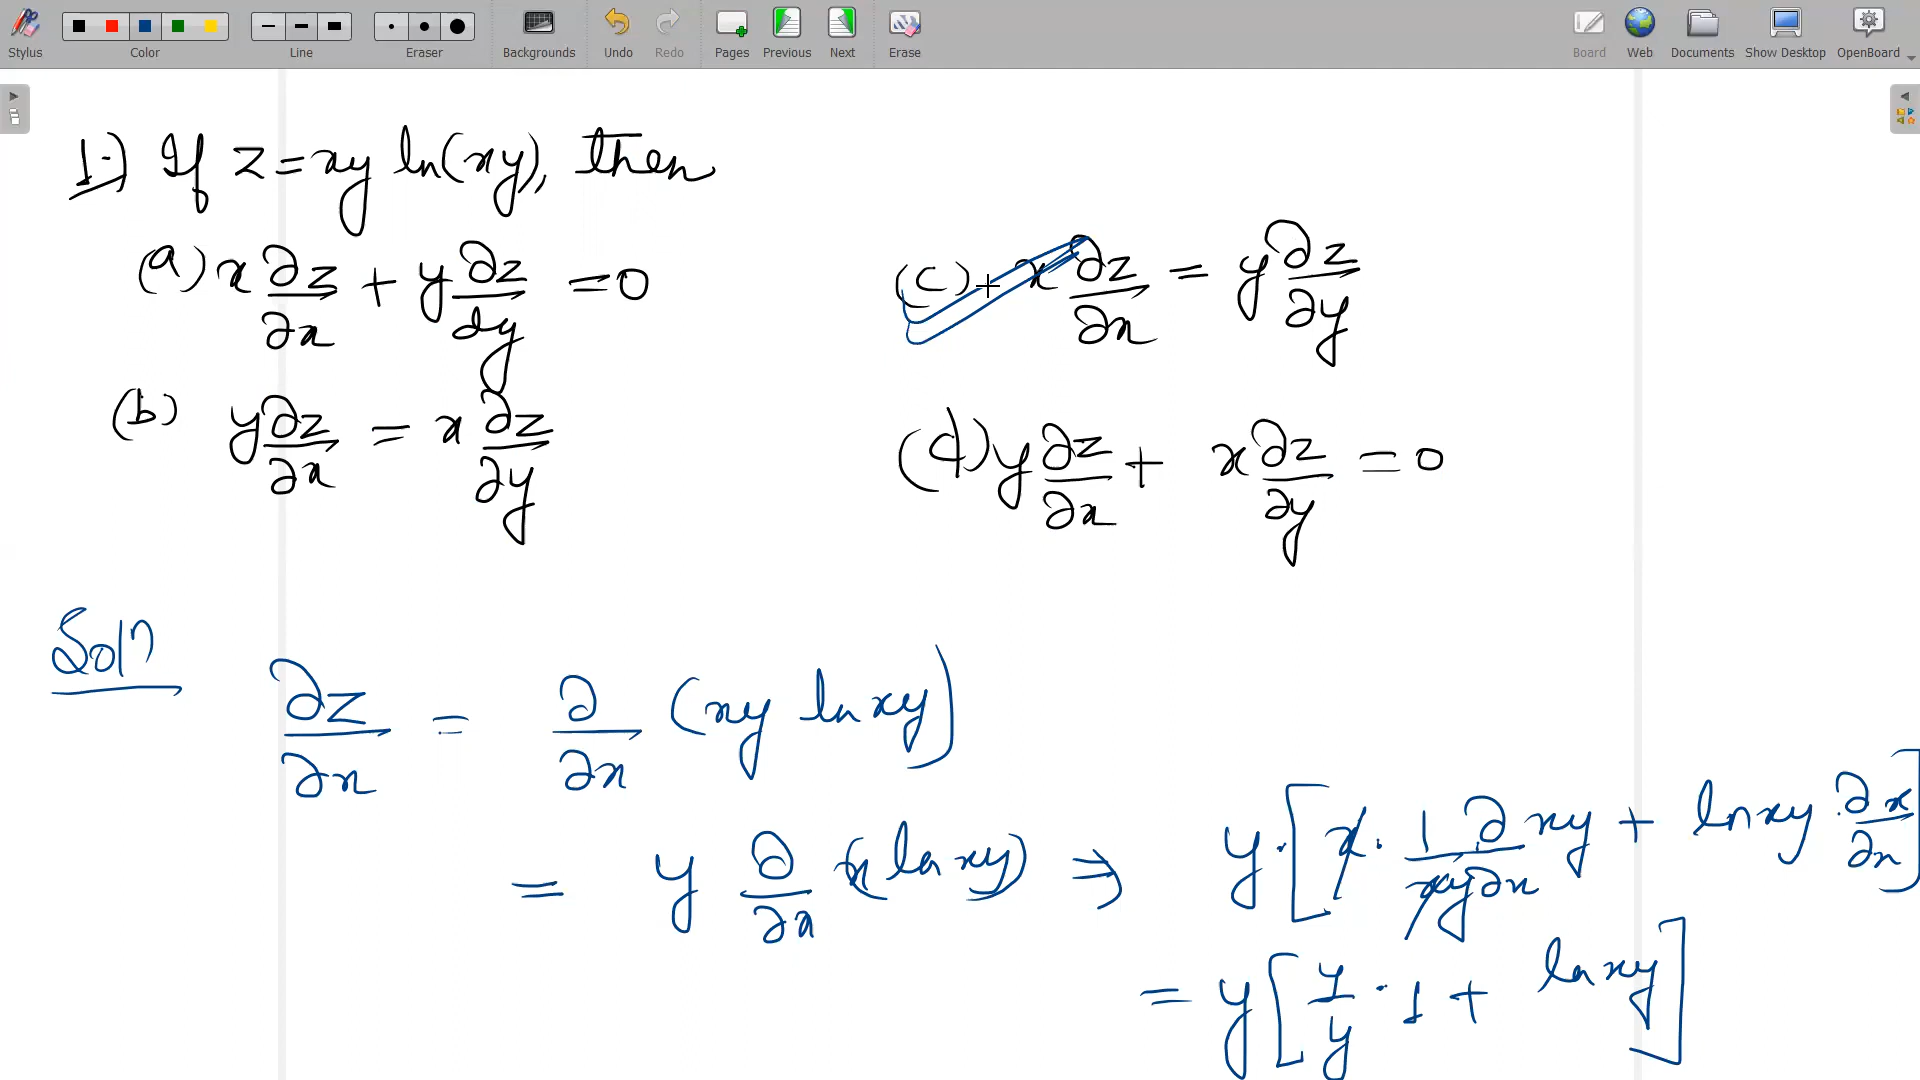 Stylus Color Line Eraser Backgrounds Undo Redo Pages Previous Next Erase Board Web Documents Show Desktop OpenBoard
1.) If z = xy ln(xy), then
(a) x ∂z/∂x + y ∂z/∂y = 0
(c) x ∂z/∂x = y ∂z/∂y
(b) y ∂z/∂x = x ∂z/∂y
(d) y ∂z/∂x + x ∂z/∂y = 0
Solⁿ
∂z/∂x = ∂/∂x (xy ln xy)
= y ∂/∂x (x ln xy) ⇒ y · [x · 1/xy ∂/∂x xy + ln xy · ∂x/∂x]
= y [y/y · 1 + ln xy]